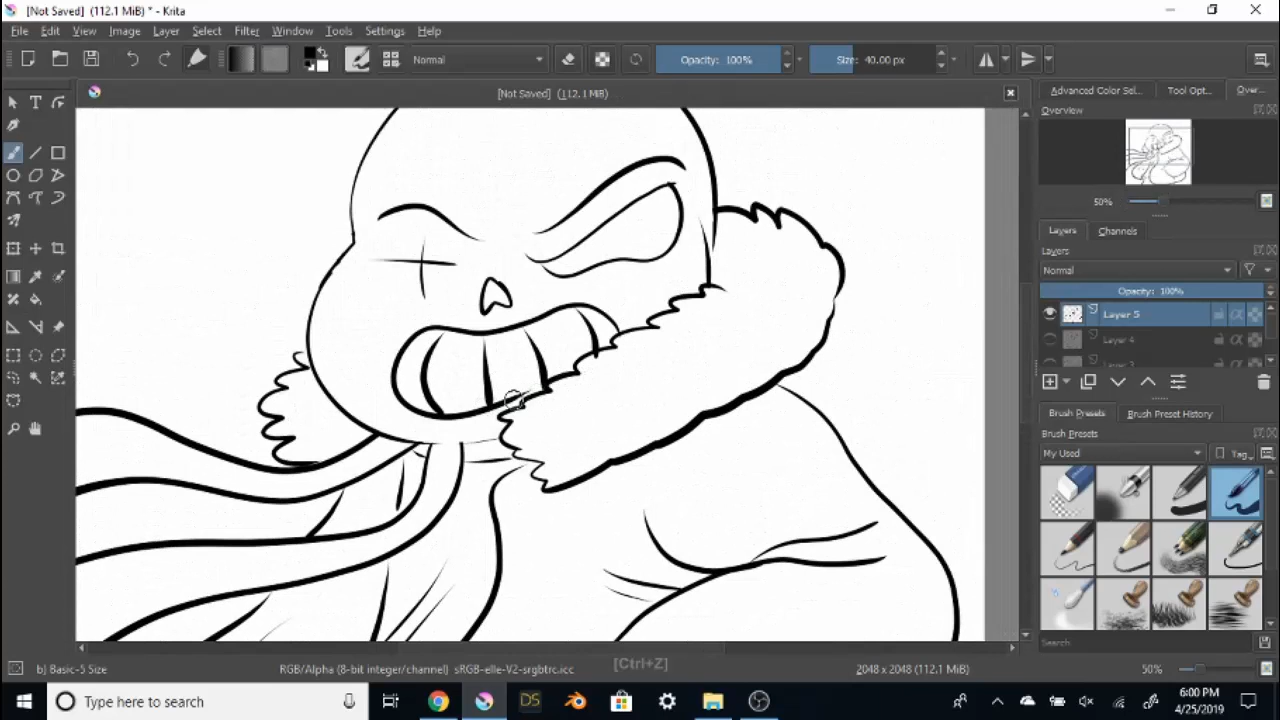 [Not Saved] (112.1 MiB) * - Krita
File Edit View Image Layer Select Filter Window Tools Settings Help
Normal Opacity: 100% Size: 40.00 px
[Not Saved] (112.1 MiB)
Advanced Color Sel... Tool Opt... Over...
Overview
50%
Layers Channels
Layers
Normal
Opacity: 100%
Layer 5
Layer 4
Brush Presets Brush Preset History
Brush Presets
My Used Tag
Search
b) Basic-5 Size RGB/Alpha (8-bit integer/channel) sRGB-elle-V2-srgbtrc.icc [Ctrl+Z] 2048 x 2048 (112.1 MiB) 50%
Type here to search DS 6:00 PM
4/25/2019